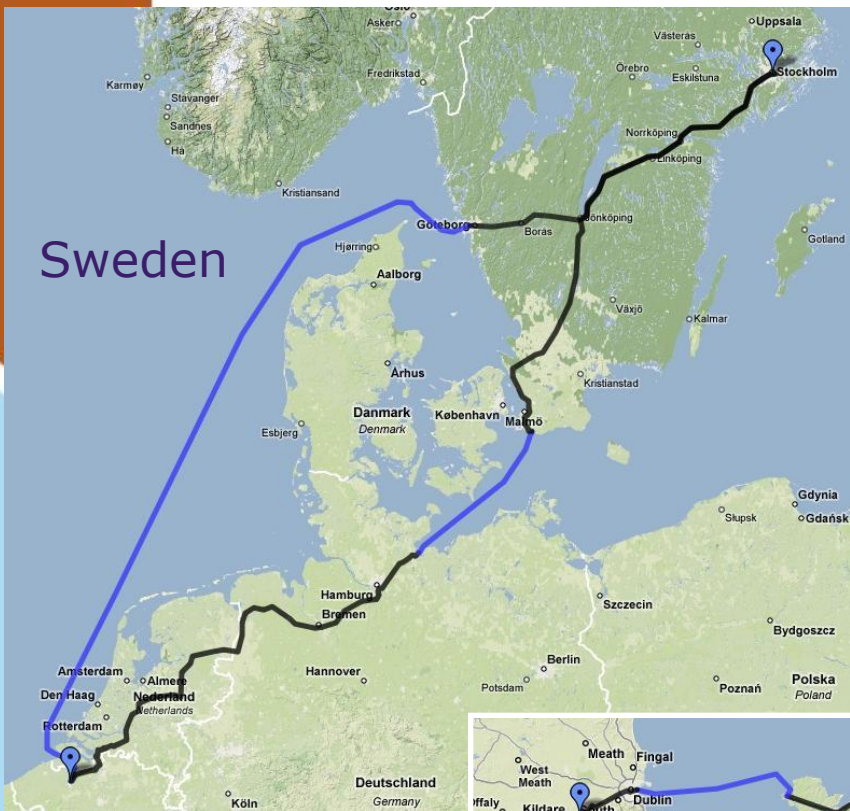 Oslo
Asker
Uppsala
Västerås
Örebro
Eskilstuna
Stockholm
Fredrikstad
Karmøy
Stavanger
Sandnes
Hå
Norrköping
Linköping
Kristiansand
Göteborg
Borås
Jönköping
Gotland
Sweden
Hjørring
Aalborg
Växjö
Kalmar
Århus
Kristianstad
Danmark
Denmark
København
Malmö
Esbjerg
Gdynia
Słupsk
Gdańsk
Hamburg
Szczecin
Bremen
Bydgoszcz
Amsterdam
Almere
Hannover
Berlin
Potsdam
Polska
Poland
Poznań
Den Haag
Nederland
Netherlands
Rotterdam
Meath
Fingal
West
Meath
Deutschland
Germany
Köln
Kildare
South
Dublin